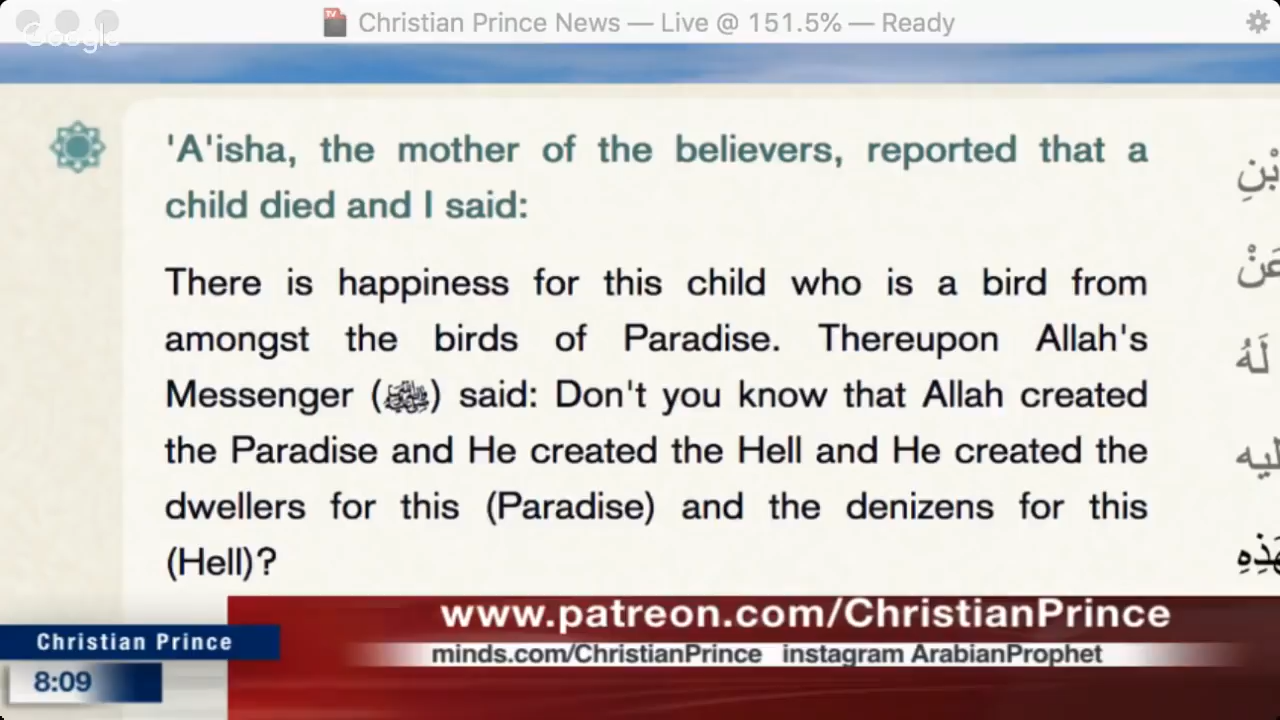 Christian Prince News — Live @ 151.5% — Ready
Google
'A'isha, the mother of the believers, reported that a
child died and I said:
There is happiness for this child who is a bird from
amongst the birds of Paradise. Thereupon Allah's
Messenger (ﷺ) said: Don't you know that Allah created
the Paradise and He created the Hell and He created the
dwellers for this (Paradise) and the denizens for this
(Hell)?
بْنِ
عَنْ
لَهُ
www.patreon.com/ChristianPrince
Christian Prince
minds.com/ChristianPrince instagram ArabianProphet
8:09